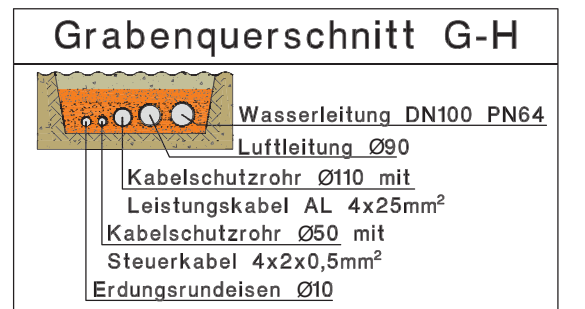 Grabenquerschnitt G-H
Wasserleitung DN100 PN64
Luftleitung Ø90
Kabelschutzrohr Ø110 mit
Leistungskabel AL 4x25mm²
Kabelschutzrohr Ø50 mit
Steuerkabel 4x2x0,5mm²
Erdungsrundeisen Ø10